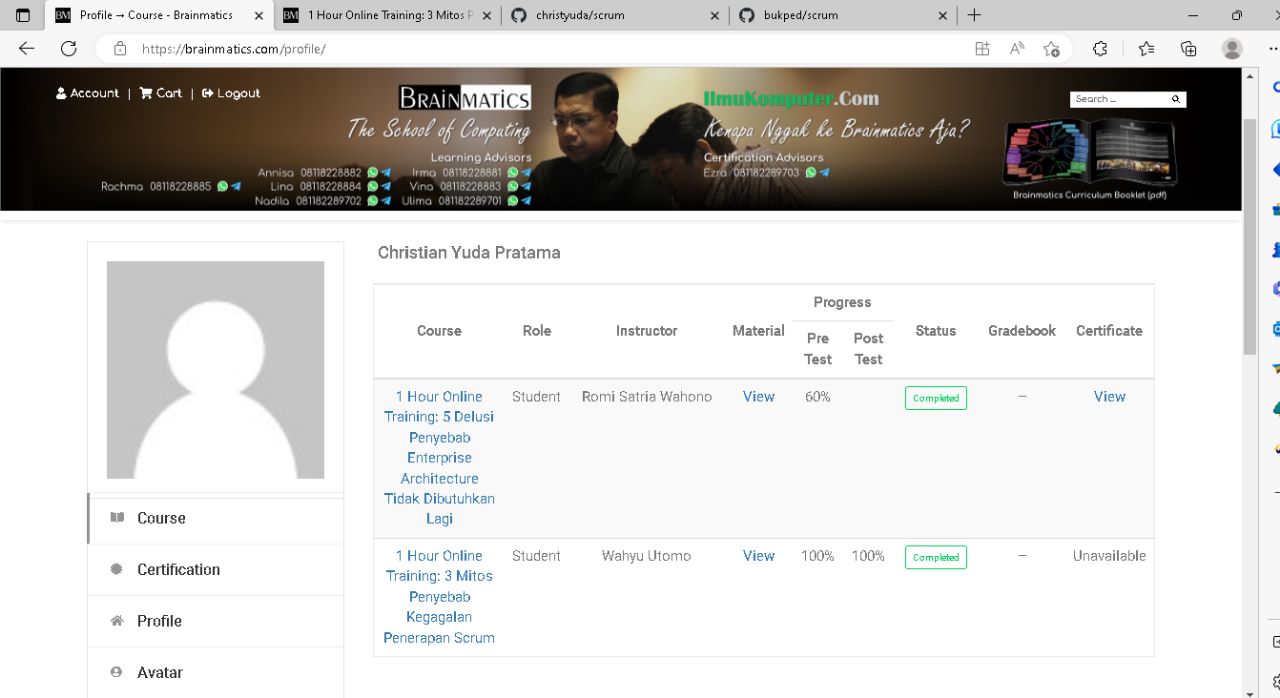 Profile → Course - Brainmatics
1 Hour Online Training: 3 Mitos P
christyuda/scrum
bukped/scrum
https://brainmatics.com/profile/
Account | Cart | Logout
BRAINMATICS
The School of Computing
Learning Advisors
Annisa 08118228882
Irma 08118228881
Rachma 08118228885
Lina 08118228884
Vina 08118228883
Nadila 081182289702
Ulima 081182289701
IlmuKomputer.Com
Kenapa Nggak ke Brainmatics Aja?
Certification Advisors
Ezra 081182289703
Search ...
Brainmatics Curriculum Booklet (pdf)
Course
Certification
Profile
Avatar
Christian Yuda Pratama
Course
Role
Instructor
Material
Progress
Pre
Test
Post
Test
Status
Gradebook
Certificate
1 Hour Online
Training: 5 Delusi
Penyebab
Enterprise
Architecture
Tidak Dibutuhkan
Lagi
Student
Romi Satria Wahono
View
60%
Completed
–
View
1 Hour Online
Training: 3 Mitos
Penyebab
Kegagalan
Penerapan Scrum
Student
Wahyu Utomo
View
100%
100%
Completed
–
Unavailable